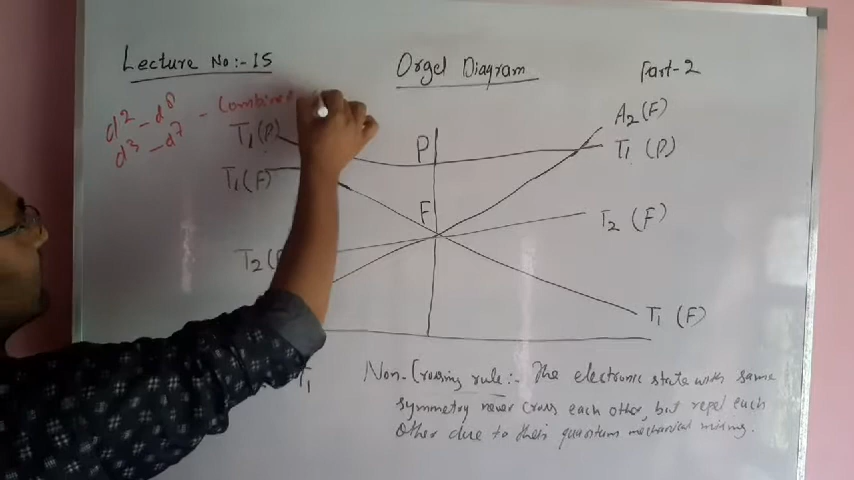 Lecture No:- 15
Orgel Diagram
Part-2
d² - d⁸
d³ - d⁷
- Combined
T₁(P)
T₁(F)
T₂(
T₁
P
F
A₂(F)
T₁ (P)
T₂ (F)
T₁ (F)
Non-Crossing rule:- The electronic state with same
symmetry never cross each other, but repel each
other due to their quantum mechanical mixing.